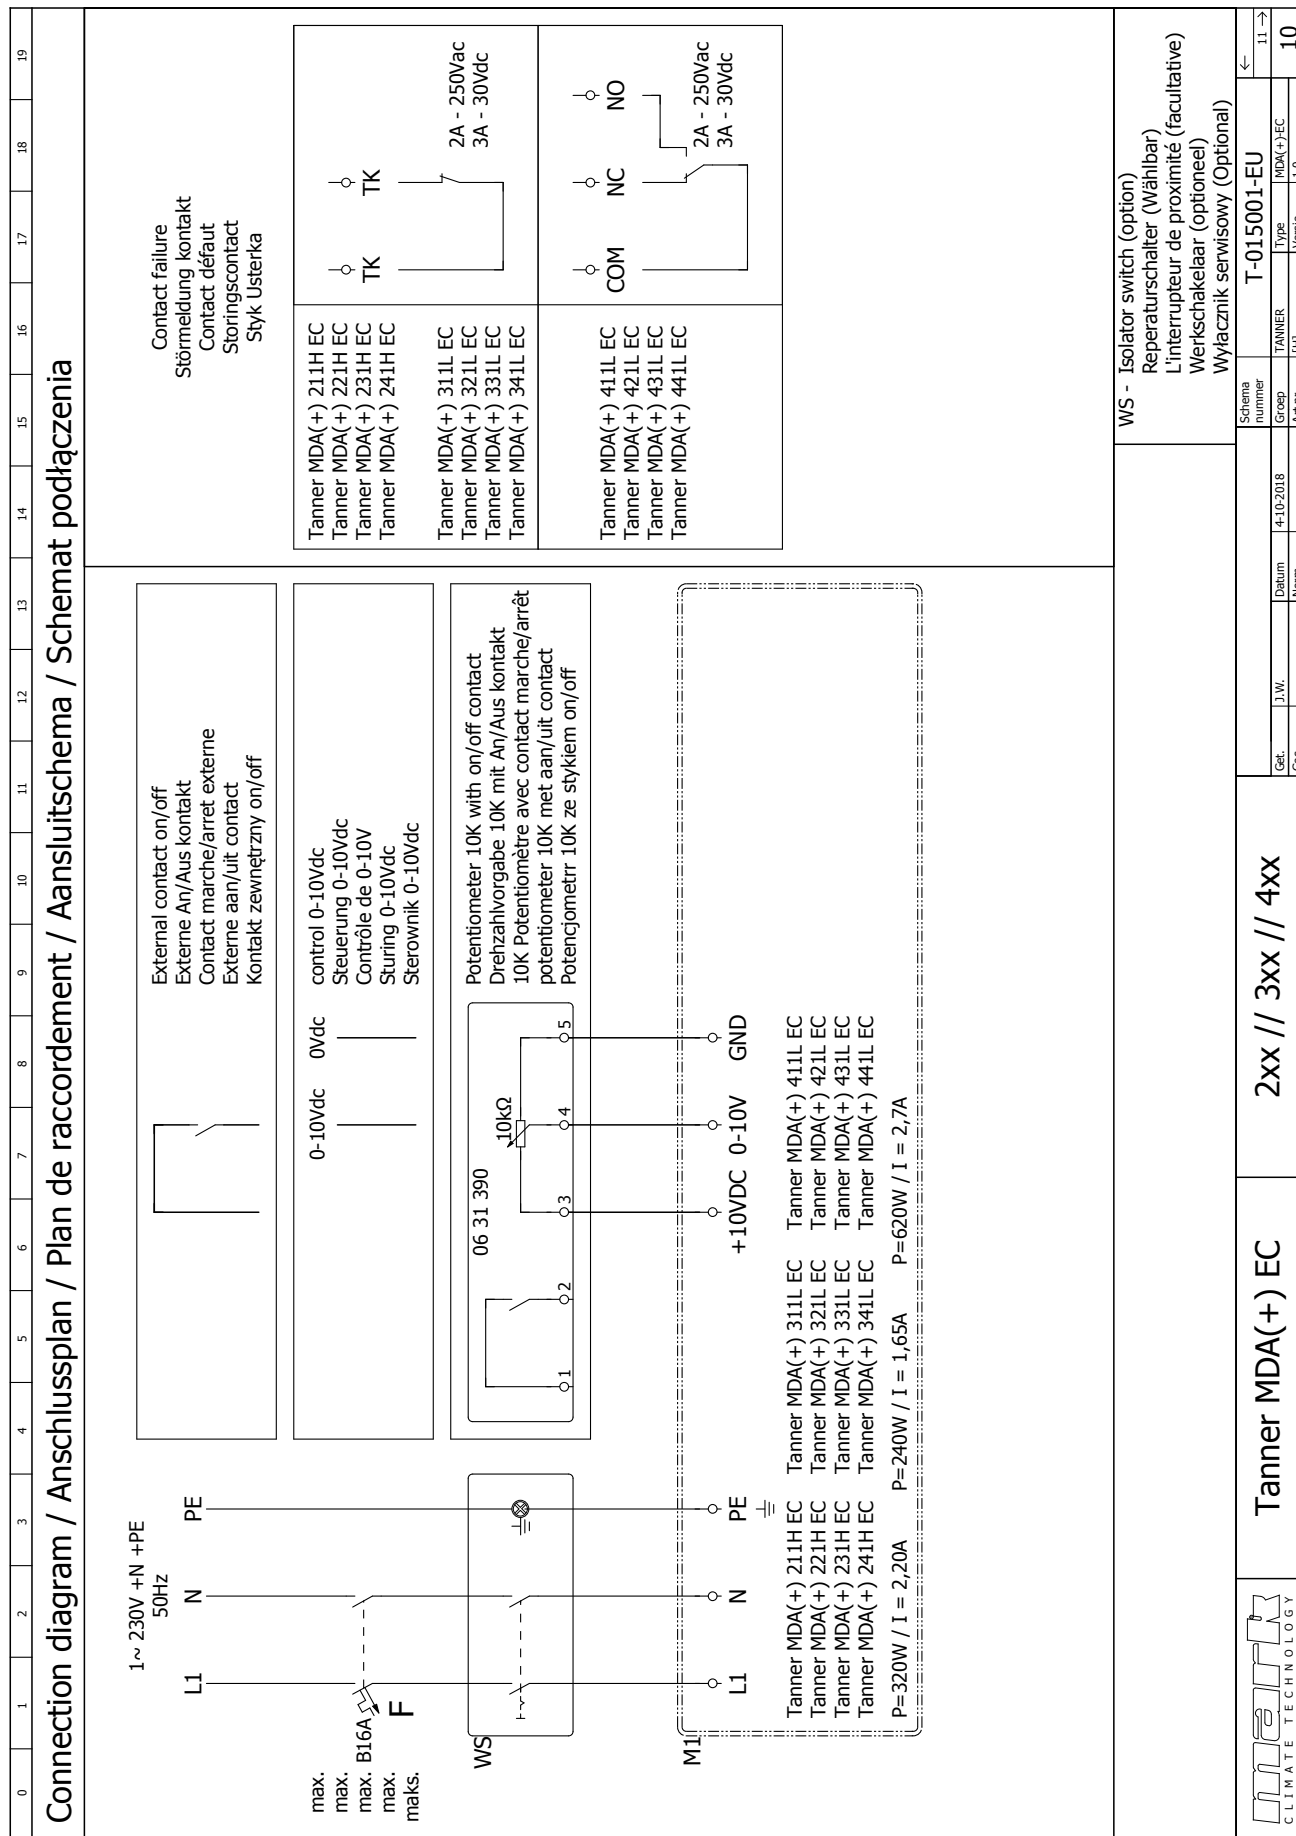 0 1 2 3 4 5 6 7 8 9 10 11 12 13 14 15 16 17 18 19
Connection diagram / Anschlussplan / Plan de raccordement / Aansluitschema / Schemat podłączenia
1~ 230V +N +PE
50Hz
L1 N PE
max.
max.
max. B16A
max.
maks.
F
WS
M1
L1 N PE
External contact on/off
Externe An/Aus kontakt
Contact marche/arret externe
Externe aan/uit contact
Kontakt zewnętrzny on/off
0-10Vdc 0Vdc
control 0-10Vdc
Steuerung 0-10Vdc
Contrôle de 0-10V
Sturing 0-10Vdc
Sterownik 0-10Vdc
06 31 390
10kΩ
1 2 3 4 5
Potentiometer 10K with on/off contact
Drehzahlvorgabe 10K mit An/Aus kontakt
10K Potentiomètre avec contact marche/arrêt
potentiometer 10K met aan/uit contact
Potencjometrr 10K ze stykiem on/off
+10VDC 0-10V GND
Tanner MDA(+) 211H EC Tanner MDA(+) 311L EC Tanner MDA(+) 411L EC
Tanner MDA(+) 221H EC Tanner MDA(+) 321L EC Tanner MDA(+) 421L EC
Tanner MDA(+) 231H EC Tanner MDA(+) 331L EC Tanner MDA(+) 431L EC
Tanner MDA(+) 241H EC Tanner MDA(+) 341L EC Tanner MDA(+) 441L EC
P=320W / I = 2,20A P=240W / I = 1,65A P=620W / I = 2,7A
Contact failure
Störmeldung kontakt
Contact défaut
Storingscontact
Styk Usterka
Tanner MDA(+) 211H EC
Tanner MDA(+) 221H EC
Tanner MDA(+) 231H EC
Tanner MDA(+) 241H EC
Tanner MDA(+) 311L EC
Tanner MDA(+) 321L EC
Tanner MDA(+) 331L EC
Tanner MDA(+) 341L EC
TK TK
2A - 250Vac
3A - 30Vdc
Tanner MDA(+) 411L EC
Tanner MDA(+) 421L EC
Tanner MDA(+) 431L EC
Tanner MDA(+) 441L EC
COM NC NO
2A - 250Vac
3A - 30Vdc
WS - Isolator switch (option)
Reperaturschalter (Wählbar)
L'interrupteur de proximité (facultative)
Werkschakelaar (optioneel)
Wyłacznik serwisowy (Optional)
mark
CLIMATE TECHNOLOGY
Tanner MDA(+) EC
2xx // 3xx // 4xx
Schema
nummer
T-015001-EU
←
11 →
Get. J.W. Datum 4-10-2018 Groep TANNER Type MDA(+)-EC
10